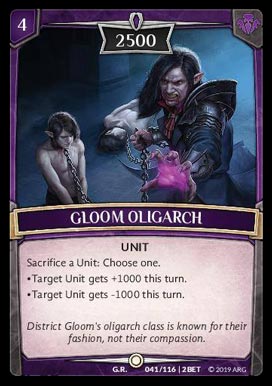 4
2500
GLOOM OLIGARCH
UNIT
Sacrifice a Unit: Choose one.
•Target Unit gets +1000 this turn.
•Target Unit gets -1000 this turn.
District Gloom's oligarch class is known for their
fashion, not their compassion.
G.R. 041/116 | 2BET © 2019 ARG